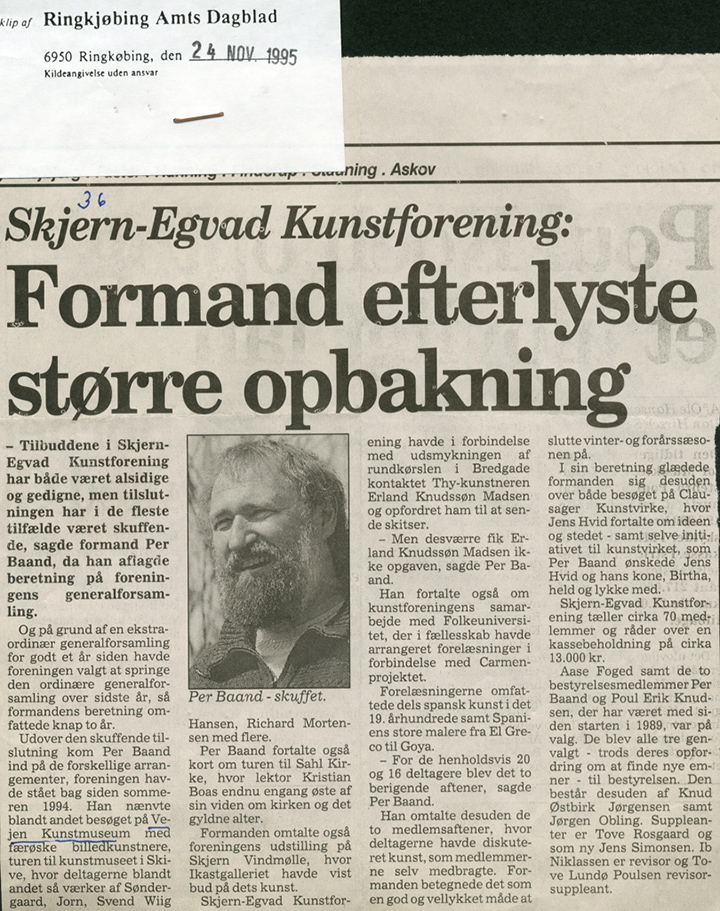 klip af Ringkjøbing Amts Dagblad
6950 Ringkøbing, den 24 NOV. 1995
Kildeangivelse uden ansvar
Stauning . Askov
36
Skjern-Egvad Kunstforening:
Formand efterlyste
større opbakning
– Tilbuddene i Skjern-
Egvad Kunstforening
har både været alsidige
og gedigne, men tilslut-
ningen har i de fleste
tilfælde været skuffen-
de, sagde formand Per
Baand, da han aflagde
beretning på forenin-
gens generalforsam-
ling.
Og på grund af en ekstra-
ordinær generalforsamling
for godt et år siden havde
foreningen valgt at springe
den ordinære generalfor-
samling over sidste år, så
formandens beretning om-
fattede knap to år.
Udover den skuffende til-
slutning kom Per Baand
ind på de forskellige arran-
gementer, foreningen hav-
de stået bag siden somme-
ren 1994. Han nævnte
blandt andet besøget på Ve-
jen Kunstmuseum med
færøske billedkunstnere,
turen til kunstmuseet i Ski-
ve, hvor deltagerne blandt
andet så værker af Sønder-
gaard, Jorn, Svend Wiig
Per Baand - skuffet.
Hansen, Richard Morten-
sen med flere.
Per Baand fortalte også
kort om turen til Sahl Kir-
ke, hvor lektor Kristian
Boas endnu engang øste af
sin viden om kirken og det
gyldne alter.
Formanden omtalte også
foreningens udstilling på
Skjern Vindmølle, hvor
Ikastgalleriet havde vist
bud på dets kunst.
Skjern-Egvad Kunstfor-
ening havde i forbindelse
med udsmykningen af
rundkørslen i Bredgade
kontaktet Thy-kunstneren
Erland Knudssøn Madsen
og opfordret ham til at sen-
de skitser.
– Men desværre fik Er-
land Knudssøn Madsen ik-
ke opgaven, sagde Per Ba-
and.
Han fortalte også om
kunstforeningens samar-
bejde med Folkeuniversi-
tet, der i fællesskab havde
arrangeret forelæsninger i
forbindelse med Carmen-
projektet.
Forelæsningerne omfat-
tede dels spansk kunst i det
19. århundrede samt Spani-
ens store malere fra El Gre-
co til Goya.
– For de henholdsvis 20
og 16 deltagere blev det to
berigende aftener, sagde
Per Baand.
Han omtalte desuden de
to medlemsaftener, hvor
deltagerne havde diskute-
ret kunst, som medlemmer-
ne selv medbragte. For-
manden betegnede det som
en god og vellykket måde at
slutte vinter- og forårssæso-
nen på.
I sin beretning glædede
formanden sig desuden
over både besøget på Clau-
sager Kunstvirke, hvor
Jens Hvid fortalte om ideen
og stedet - samt selve initi-
ativet til kunstvirket, som
Per Baand ønskede Jens
Hvid og hans kone, Birtha,
held og lykke med.
Skjern-Egvad Kunstfor-
ening tæller cirka 70 med-
lemmer og råder over en
kassebeholdning på cirka
13.000 kr.
Aase Foged samt de to
bestyrelsesmedlemmer Per
Baand og Poul Erik Knud-
sen, der har været med si-
den starten i 1989, var på
valg. De blev alle tre gen-
valgt - trods deres opfor-
dring om at finde nye em-
ner - til bestyrelsen. Den
består desuden af Knud
Østbirk Jørgensen samt
Jørgen Obling. Supplean-
ter er Tove Rosgaard og
som ny Jens Simonsen. Ib
Niklassen er revisor og To-
ve Lundø Poulsen revisor-
suppleant.